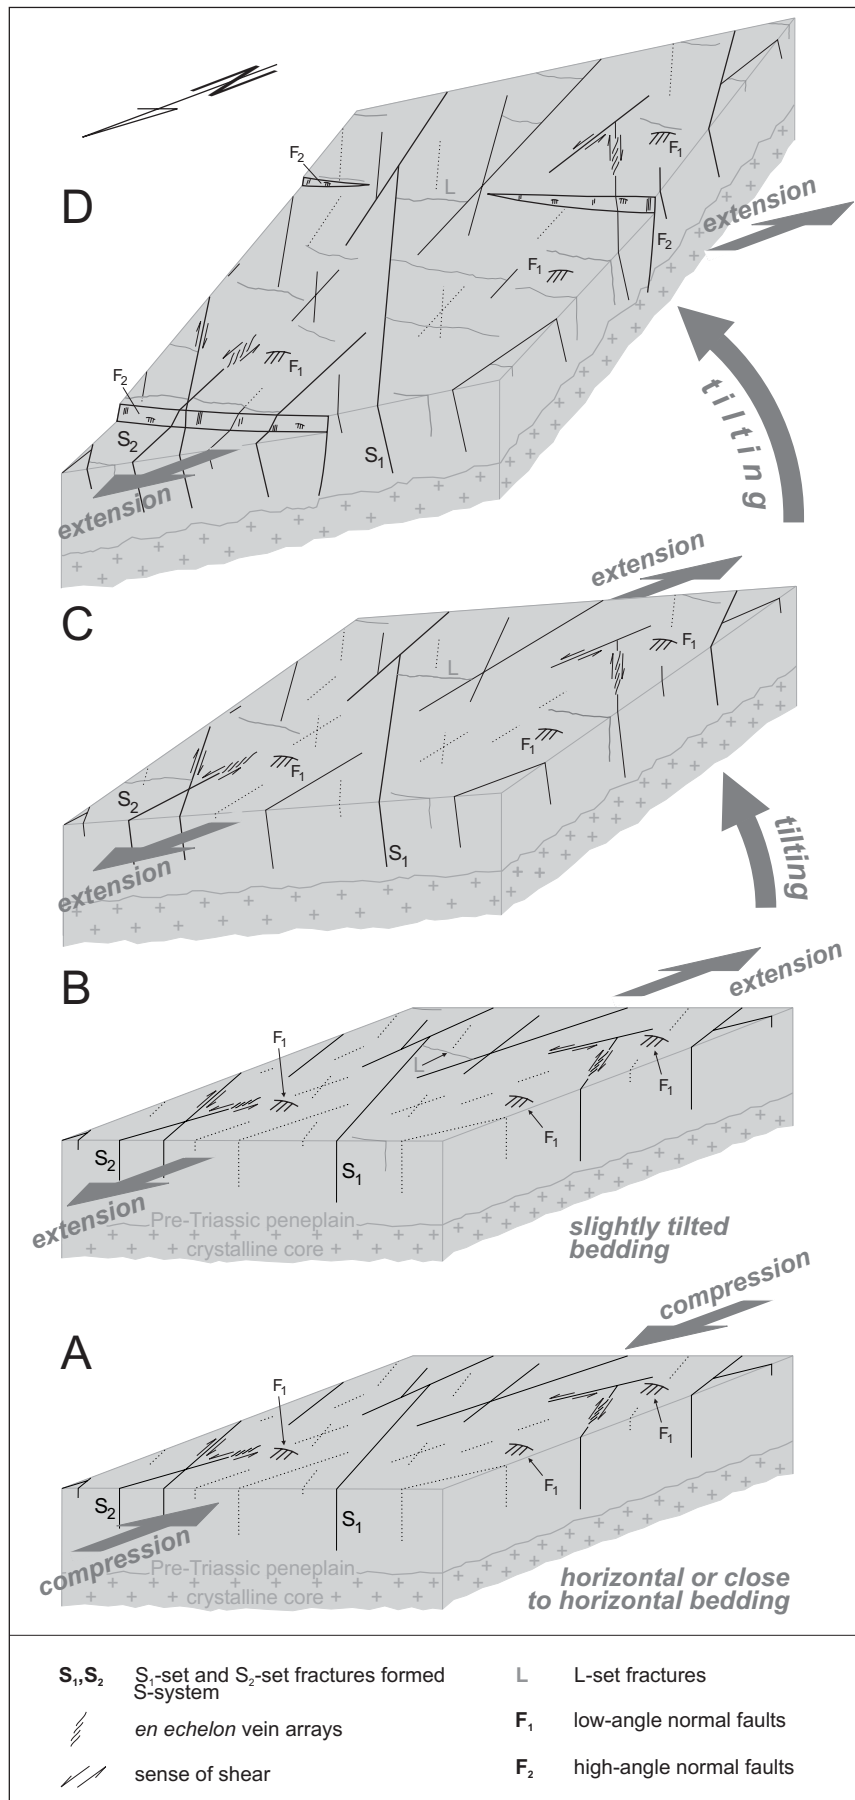 N
D
F2
L
F1
extension
F1
F2
F1
F2
S2
S1
extension
tilting
extension
C
L
F1
F1
F1
S2
S1
extension
tilting
B
extension
F1
L
F1
F1
S2
S1
extension
Pre-Triassic peneplain
crystalline core
slightly tilted
bedding
compression
A
F1
F1
F1
S2
S1
compression
Pre-Triassic peneplain
crystalline core
horizontal or close
to horizontal bedding
S1,S2 S1-set and S2-set fractures formed
S-system
en echelon vein arrays
sense of shear
L L-set fractures
F1 low-angle normal faults
F2 high-angle normal faults